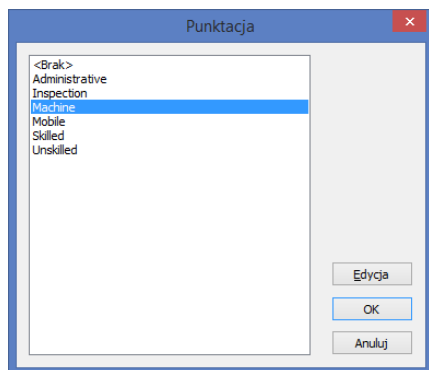 Punktacja
<Brak>
Administrative
Inspection
Machine
Mobile
Skilled
Unskilled
Edycja
OK
Anuluj